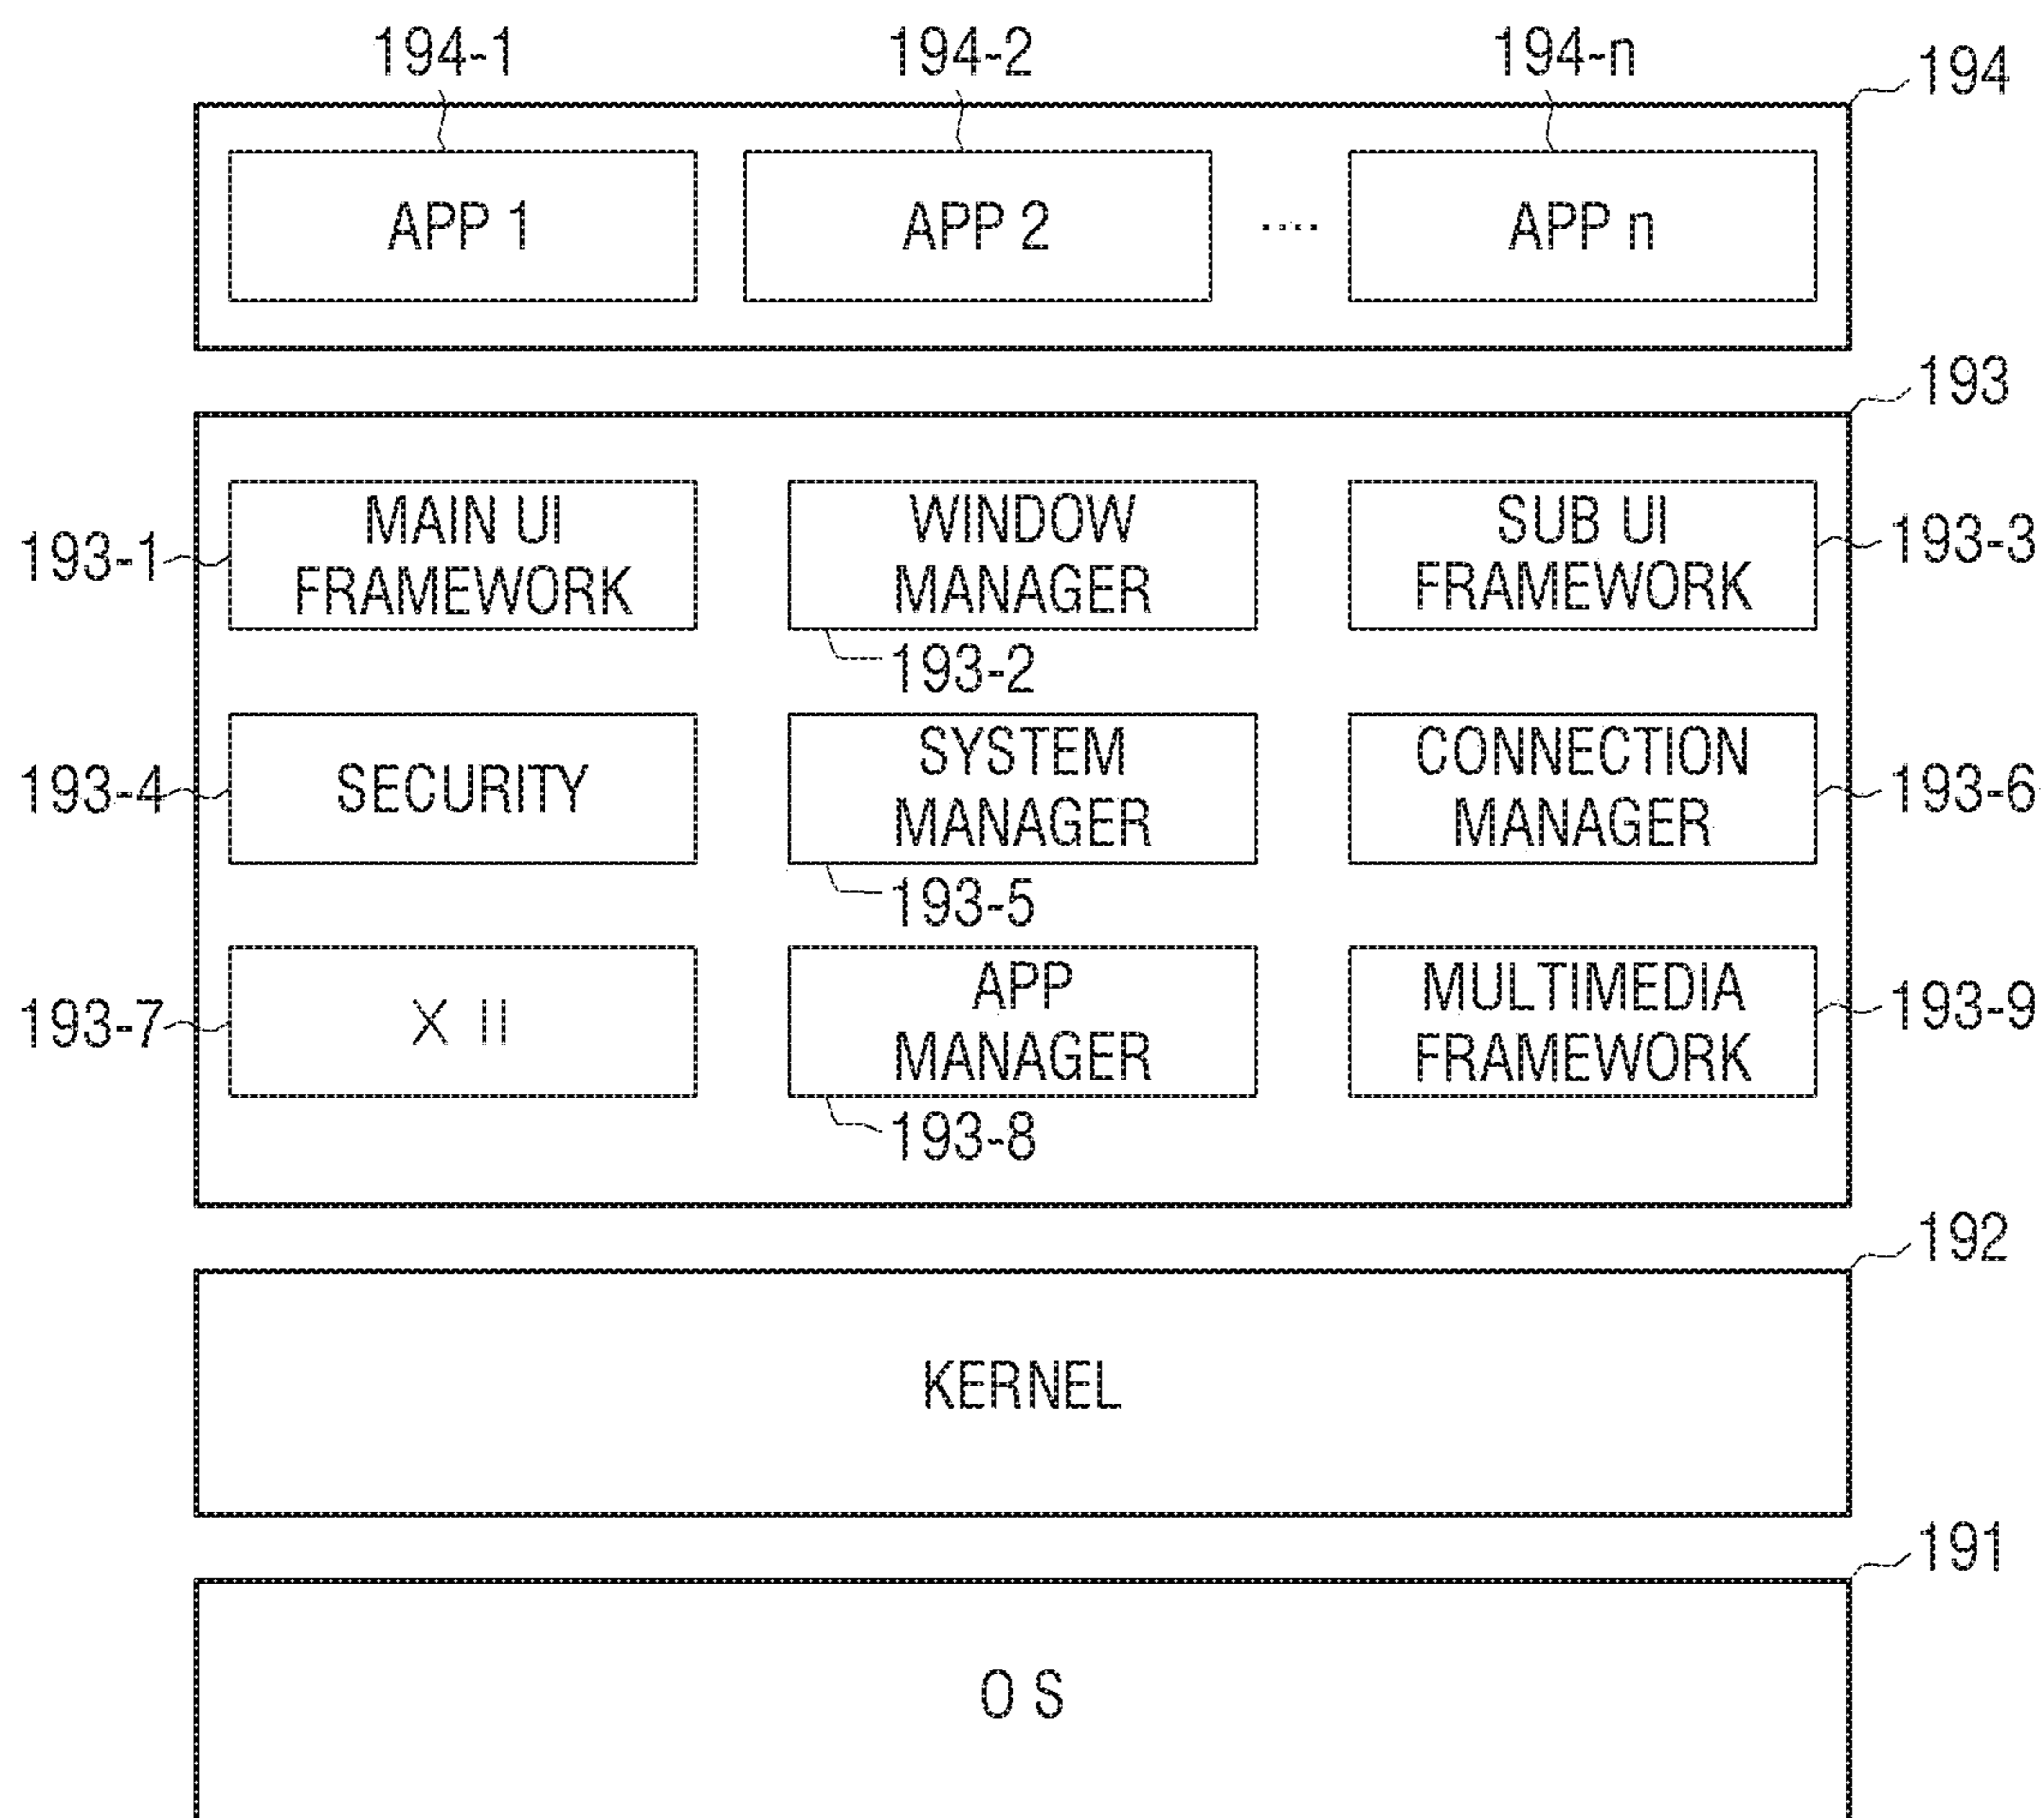 194-1 194-2 194-n 194
APP 1 APP 2 .... APP n
193
MAIN UI FRAMEWORK
WINDOW MANAGER
SUB UI FRAMEWORK
193-1 193-3
193-2
SECURITY
SYSTEM MANAGER
CONNECTION MANAGER
193-4 193-6
193-5
X II
APP MANAGER
MULTIMEDIA FRAMEWORK
193-7 193-9
193-8
192
KERNEL
191
O S